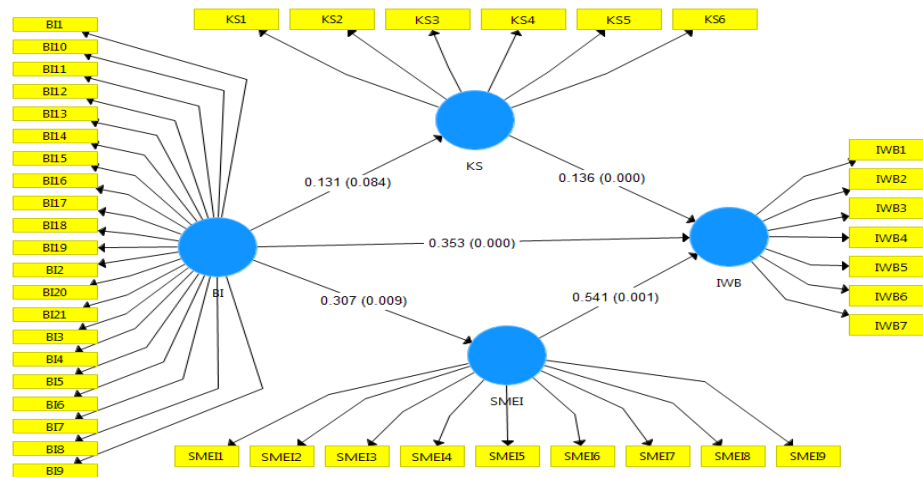 KS1 KS2 KS3 KS4 KS5 KS6
BI1
BI10
BI11
BI12
BI13
BI14
BI15
BI16
BI17
BI18
BI19
BI2
BI20
BI21
BI3
BI4
BI5
BI6
BI7
BI8
BI9
KS
0.131 (0.084)
0.136 (0.000)
0.353 (0.000)
BI
0.307 (0.009)
0.541 (0.001)
IWB
SMEI
IWB1
IWB2
IWB3
IWB4
IWB5
IWB6
IWB7
SMEI1 SMEI2 SMEI3 SMEI4 SMEI5 SMEI6 SMEI7 SMEI8 SMEI9